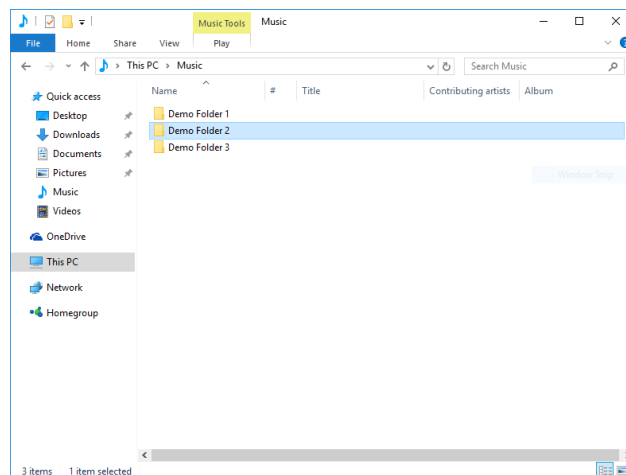 Music Tools Music
File Home Share View Play
This PC Music Search Music
Name # Title Contributing artists Album
Quick access
Desktop
Downloads
Documents
Pictures
Music
Videos
OneDrive
This PC
Network
Homegroup
Demo Folder 1
Demo Folder 2
Demo Folder 3
Window Snip
3 items 1 item selected